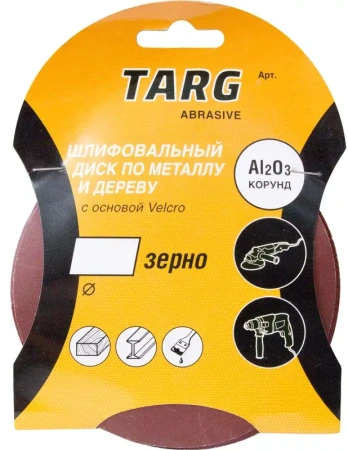 TARG
Арт.
ABRASIVE
ШЛИФОВАЛЬНЫЙ
ДИСК ПО МЕТАЛЛУ
И ДЕРЕВУ
с основой Velcro
Al2O3
КОРУНД
зерно
Ø